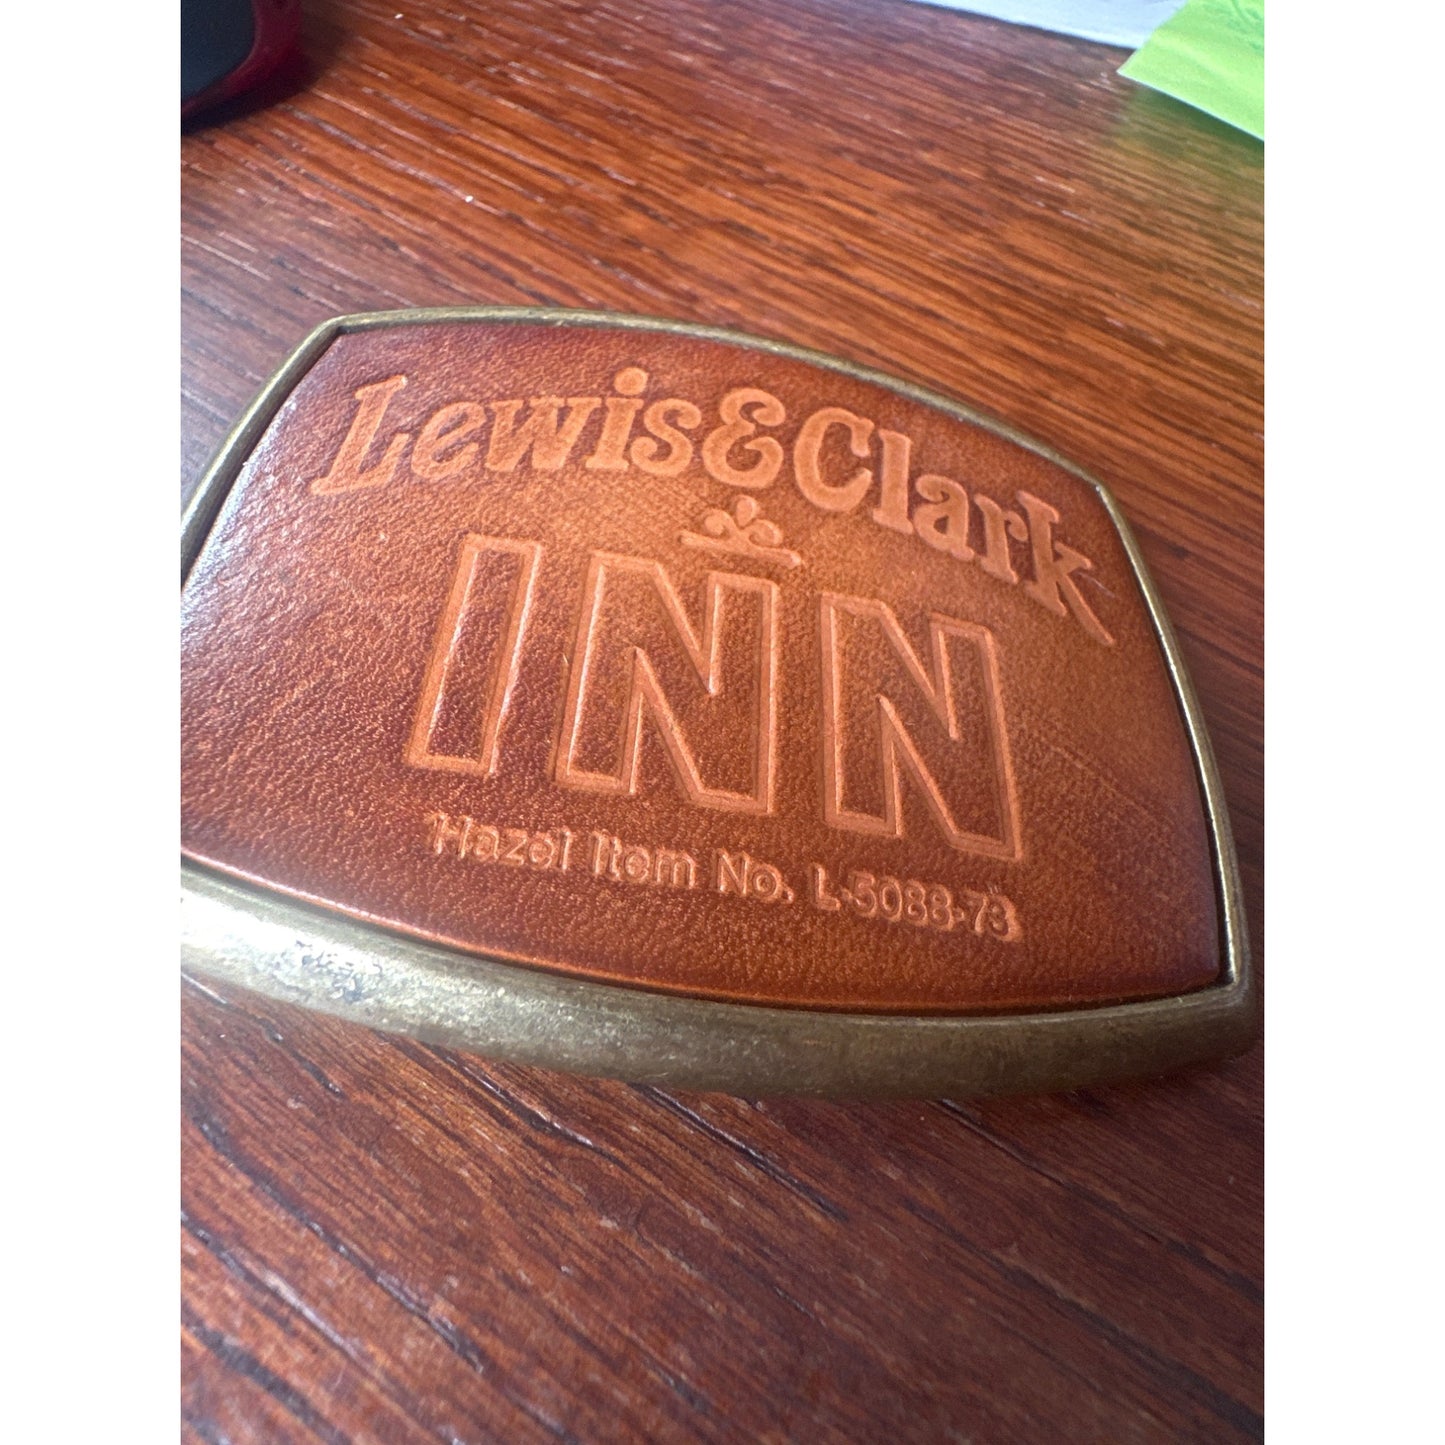 Lewis & Clark
INN
Hazel Item No. L-5088-73